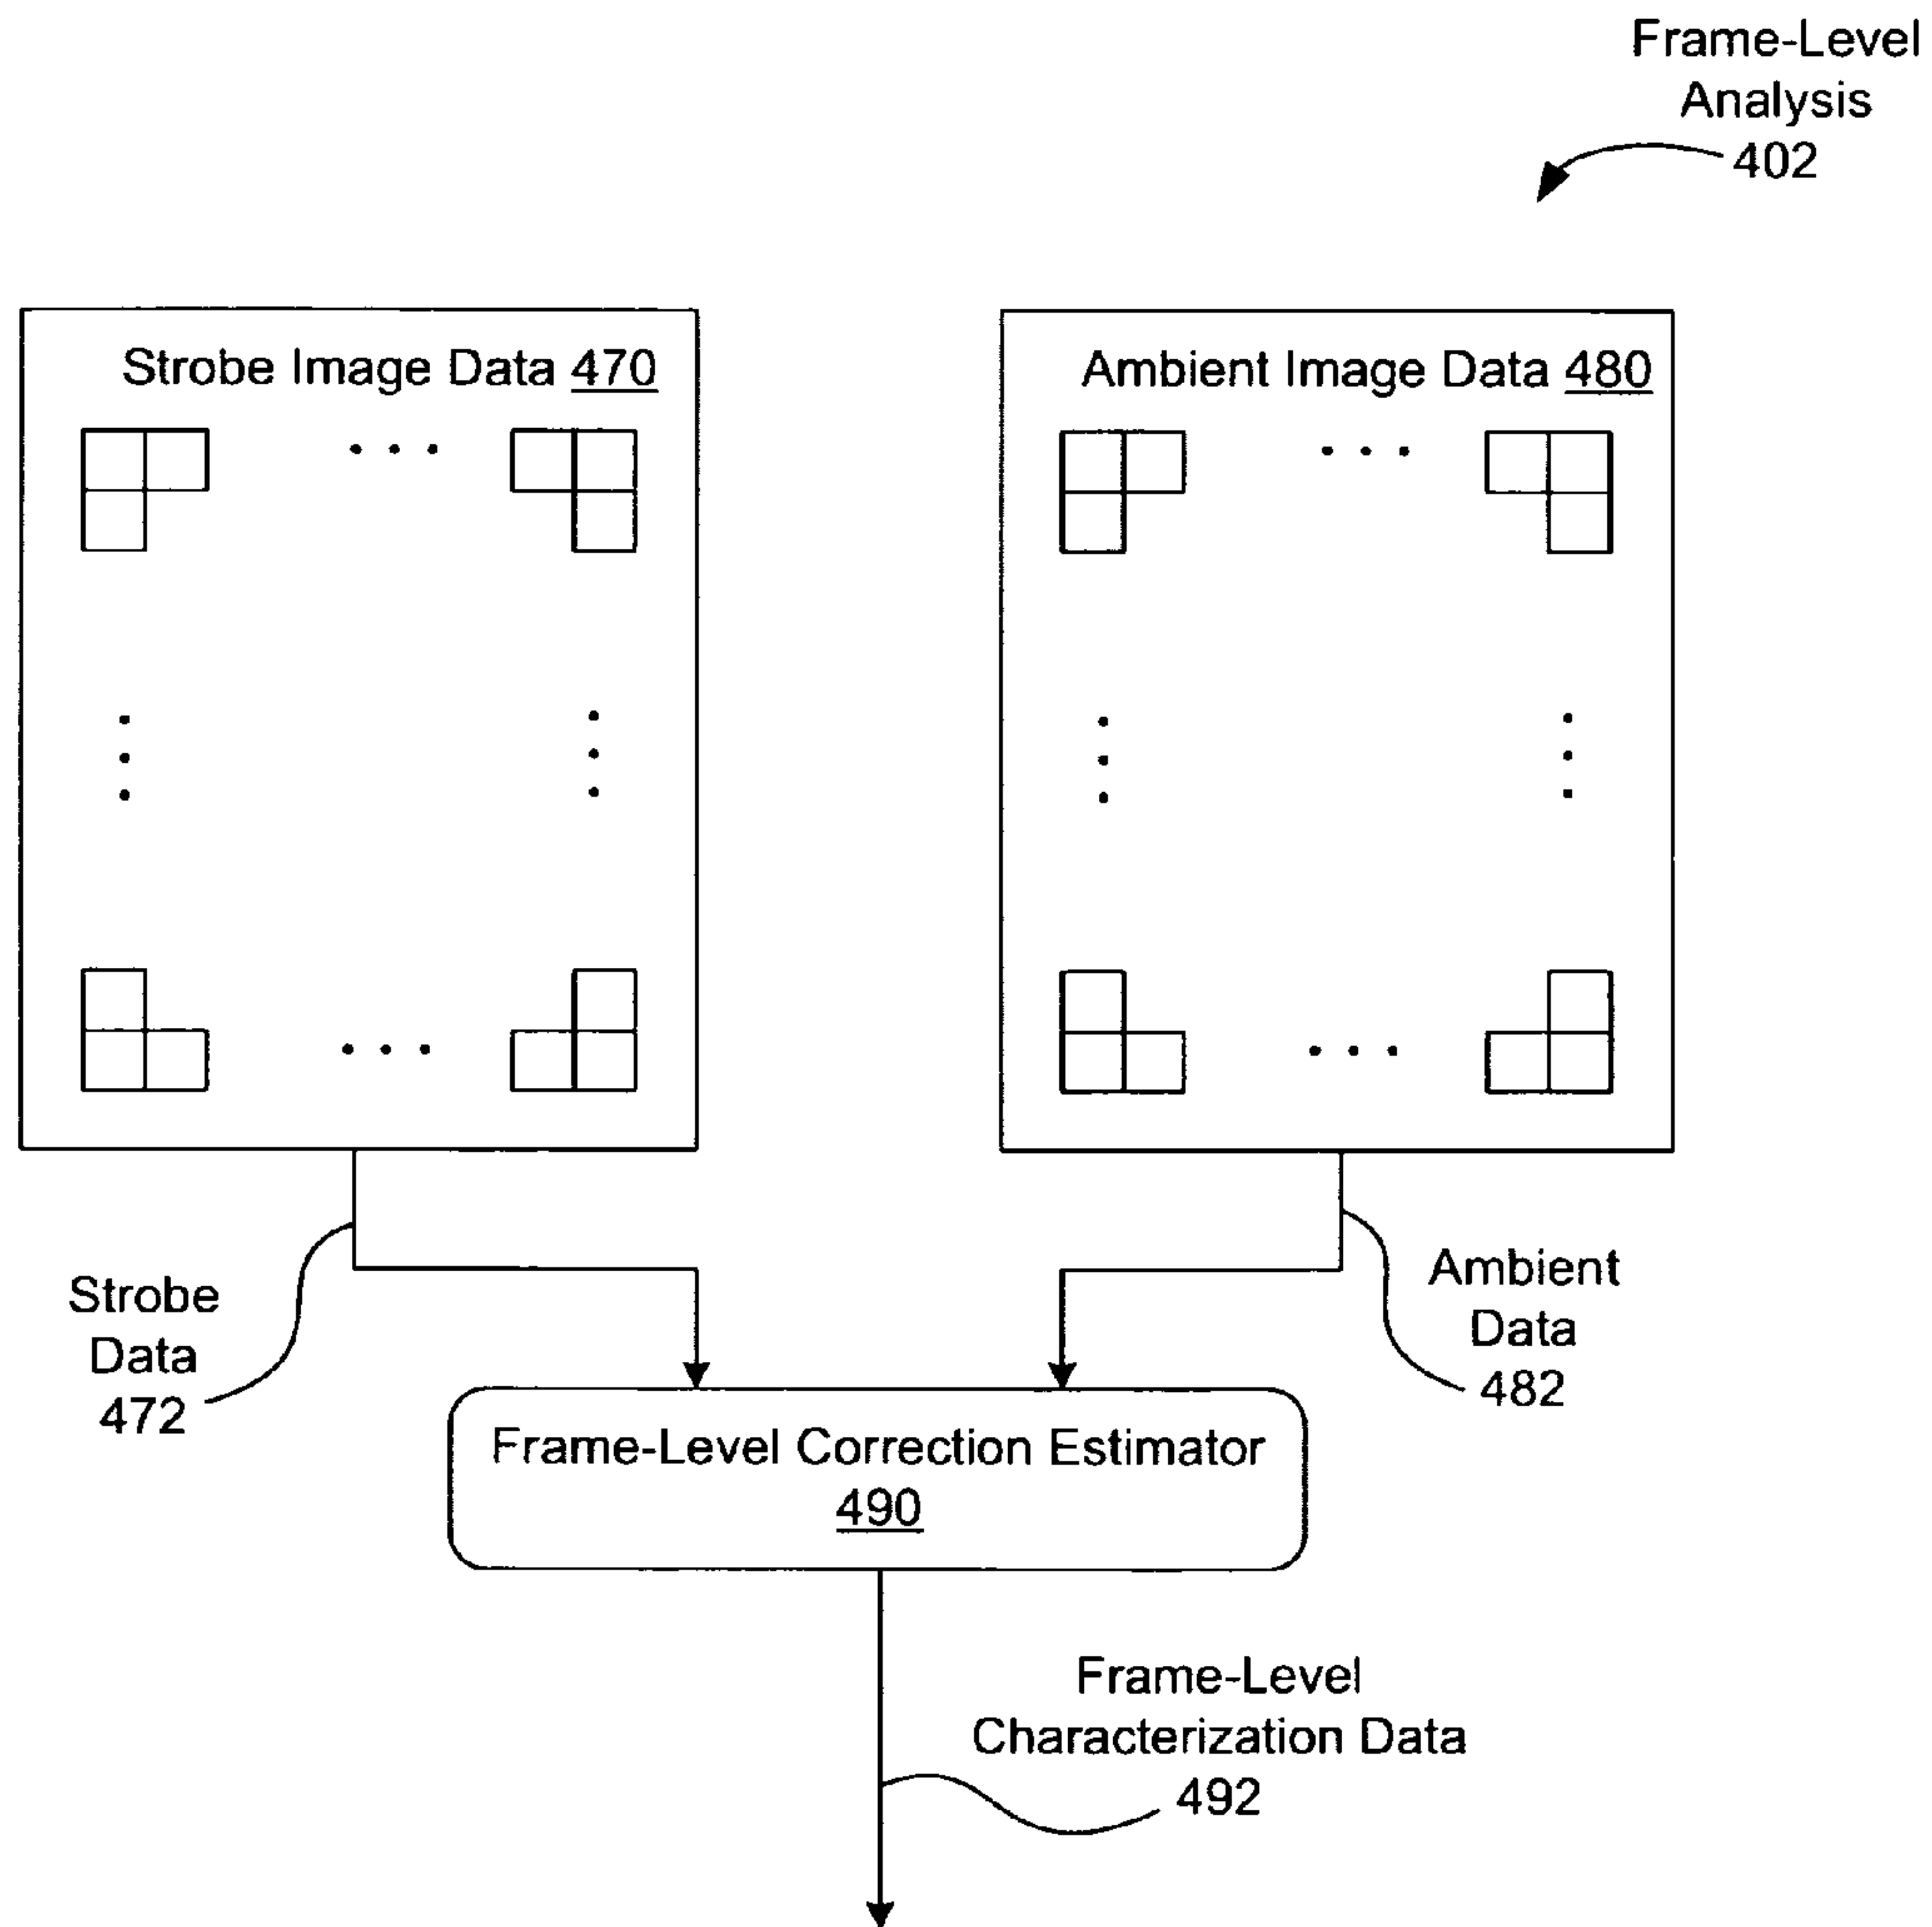 Frame-Level
Analysis
402
Strobe Image Data 470
Ambient Image Data 480
Strobe
Data
472
Ambient
Data
482
Frame-Level Correction Estimator
490
Frame-Level
Characterization Data
492